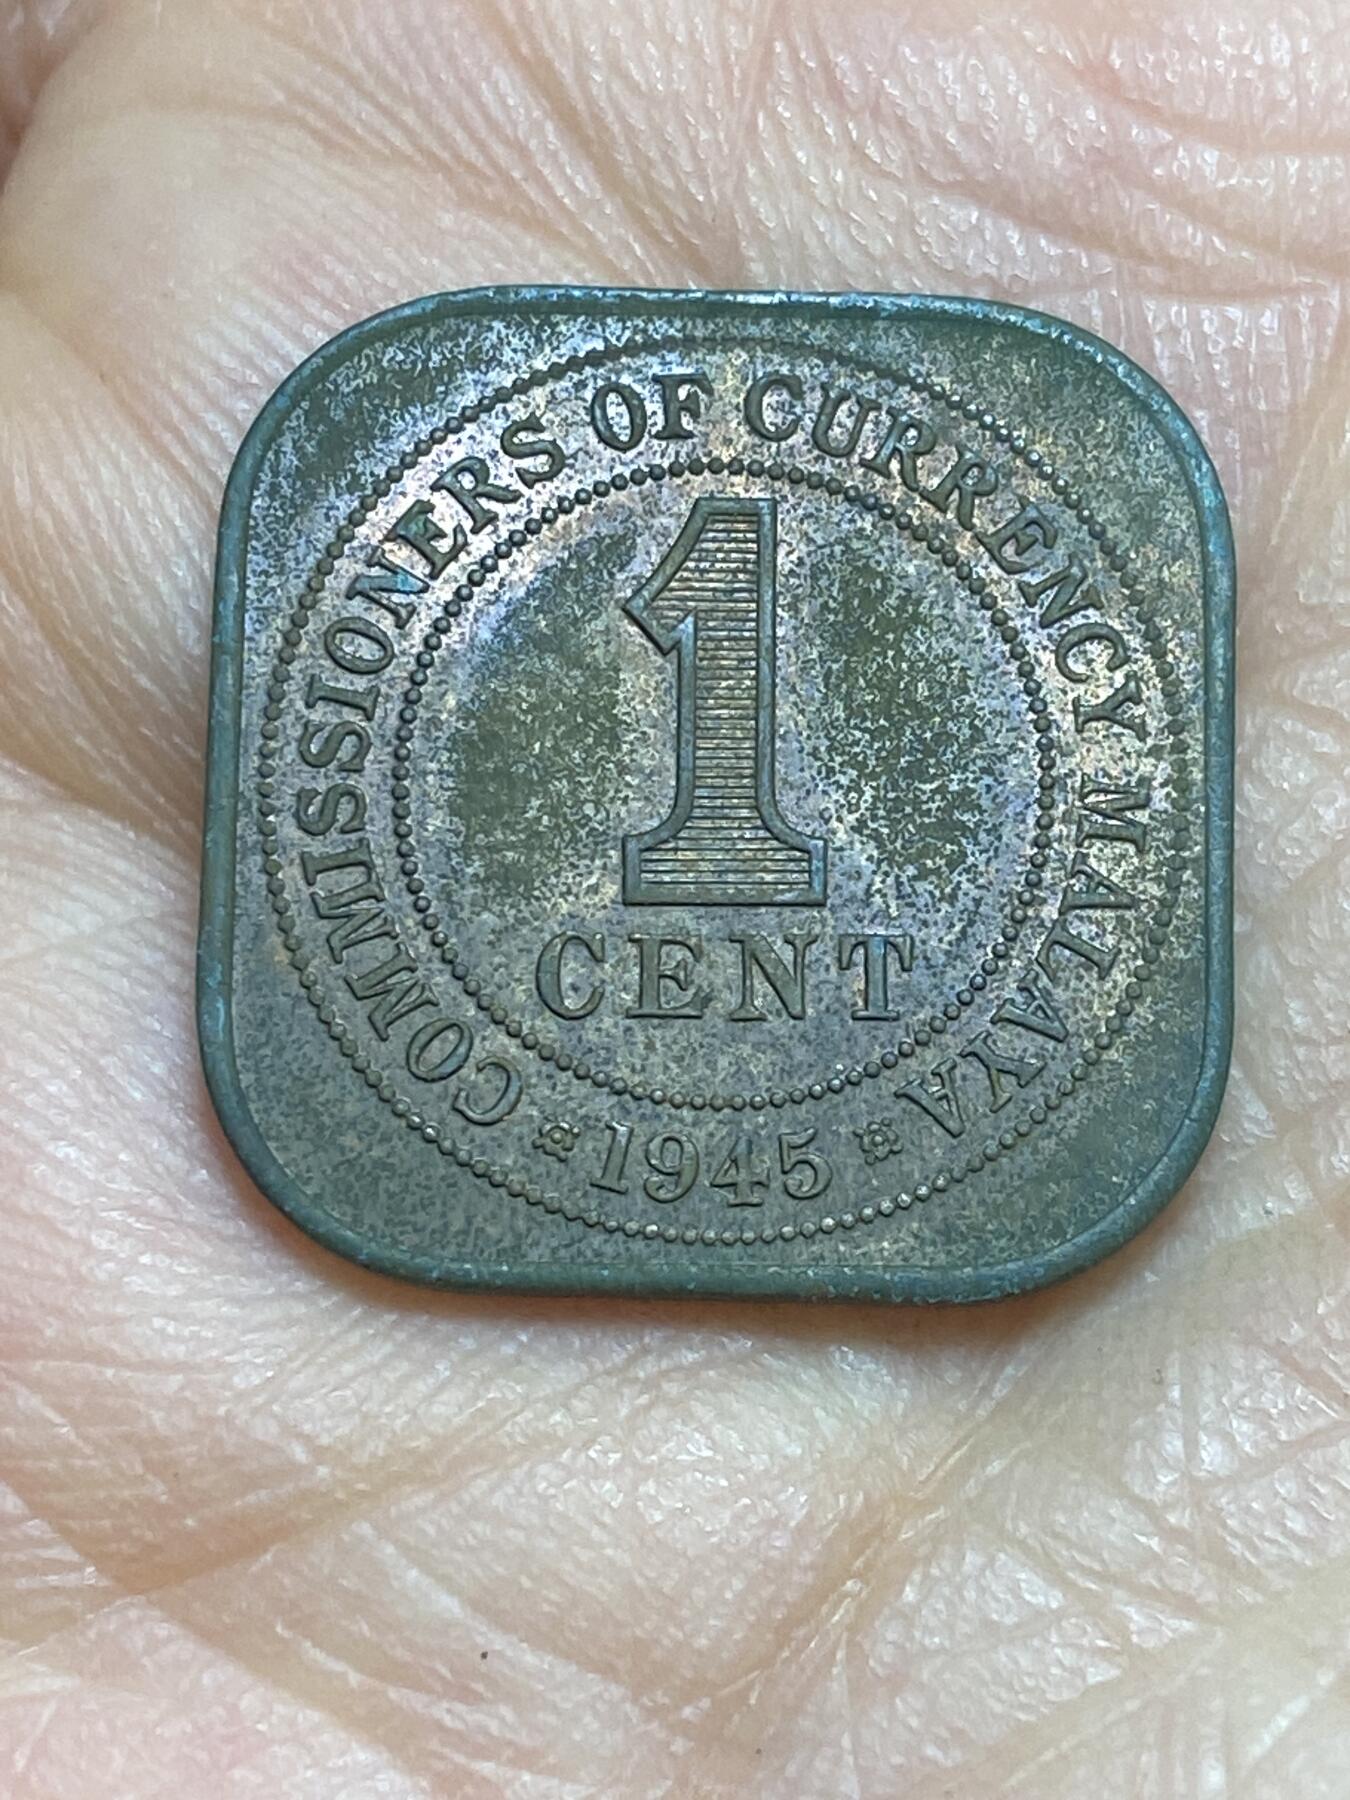 COMMISSIONERS OF CURRENCY MALAYA
1
CENT
1945